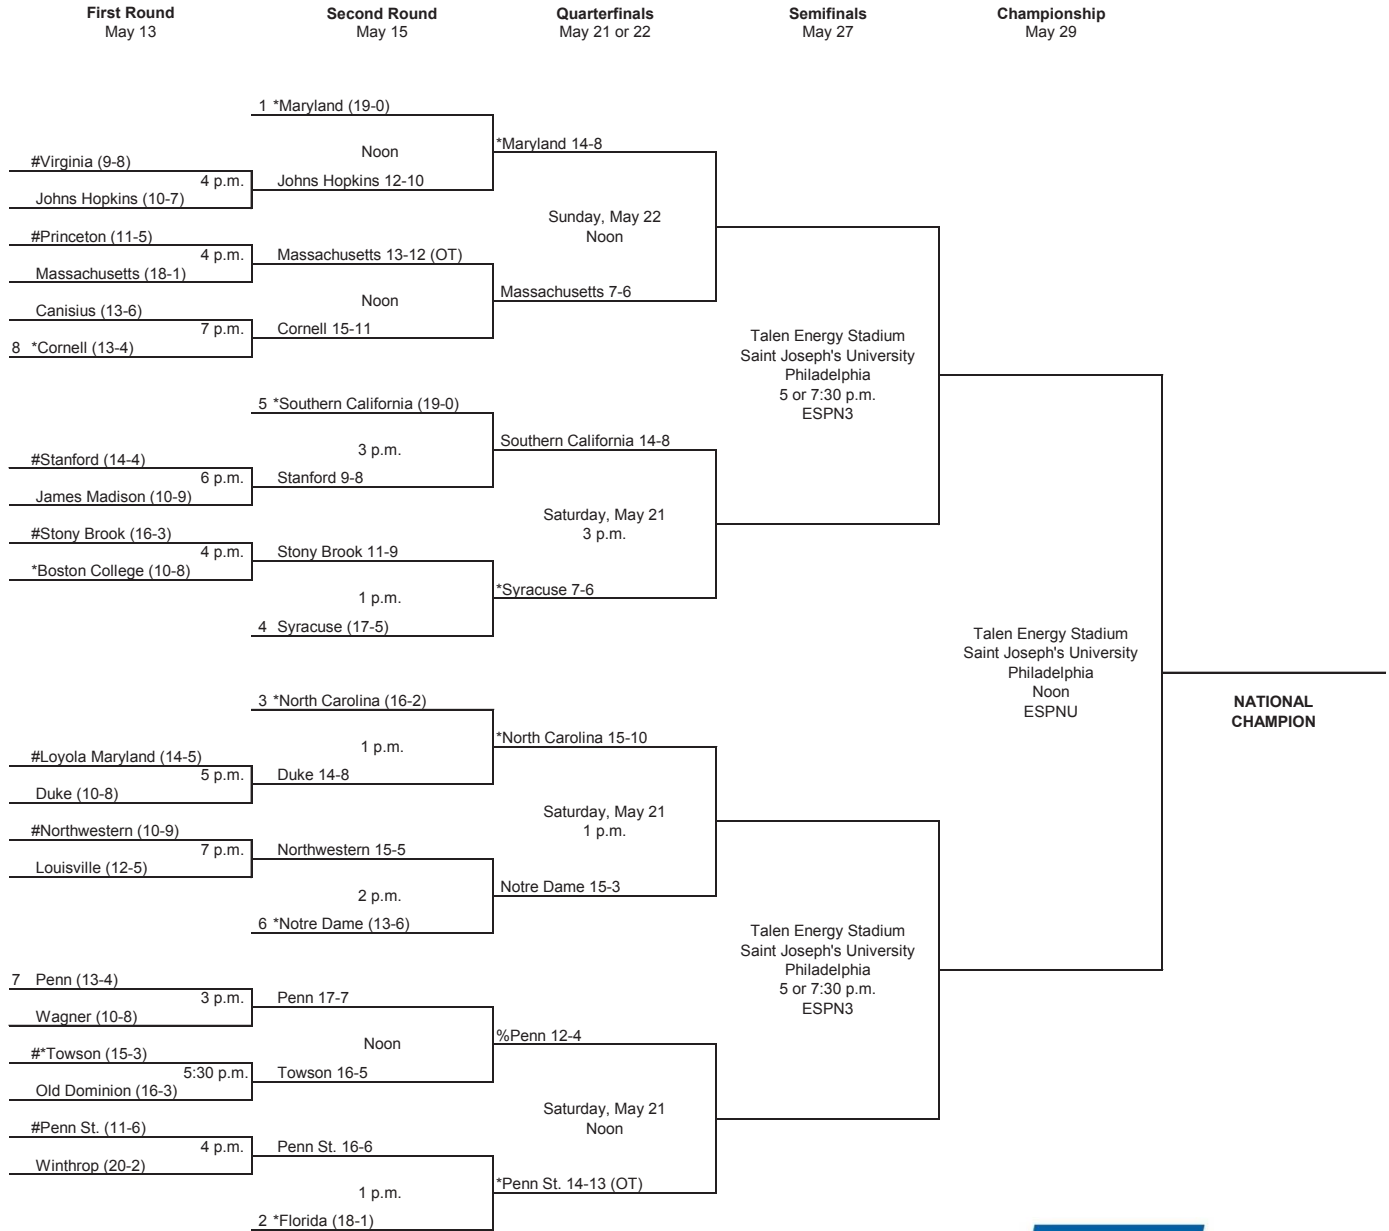 First Round
May 13
Second Round
May 15
Quarterfinals
May 21 or 22
Semifinals
May 27
Championship
May 29
1 *Maryland (19-0)
Noon
#Virginia (9-8)
4 p.m.
Johns Hopkins (10-7)
Johns Hopkins 12-10
*Maryland 14-8
Sunday, May 22
Noon
#Princeton (11-5)
4 p.m.
Massachusetts (18-1)
Massachusetts 13-12 (OT)
Noon
Canisius (13-6)
7 p.m.
8 *Cornell (13-4)
Cornell 15-11
Massachusetts 7-6
Talen Energy Stadium
Saint Joseph's University
Philadelphia
5 or 7:30 p.m.
ESPN3
5 *Southern California (19-0)
3 p.m.
#Stanford (14-4)
6 p.m.
James Madison (10-9)
Stanford 9-8
Southern California 14-8
Saturday, May 21
3 p.m.
#Stony Brook (16-3)
4 p.m.
*Boston College (10-8)
Stony Brook 11-9
1 p.m.
4 Syracuse (17-5)
*Syracuse 7-6
Talen Energy Stadium
Saint Joseph's University
Philadelphia
Noon
ESPNU
NATIONAL
CHAMPION
3 *North Carolina (16-2)
1 p.m.
#Loyola Maryland (14-5)
5 p.m.
Duke (10-8)
Duke 14-8
*North Carolina 15-10
Saturday, May 21
1 p.m.
#Northwestern (10-9)
7 p.m.
Louisville (12-5)
Northwestern 15-5
2 p.m.
6 *Notre Dame (13-6)
Notre Dame 15-3
Talen Energy Stadium
Saint Joseph's University
Philadelphia
5 or 7:30 p.m.
ESPN3
7 Penn (13-4)
3 p.m.
Wagner (10-8)
Penn 17-7
Noon
#*Towson (15-3)
5:30 p.m.
Old Dominion (16-3)
Towson 16-5
%Penn 12-4
Saturday, May 21
Noon
#Penn St. (11-6)
4 p.m.
Winthrop (20-2)
Penn St. 16-6
1 p.m.
2 *Florida (18-1)
*Penn St. 14-13 (OT)